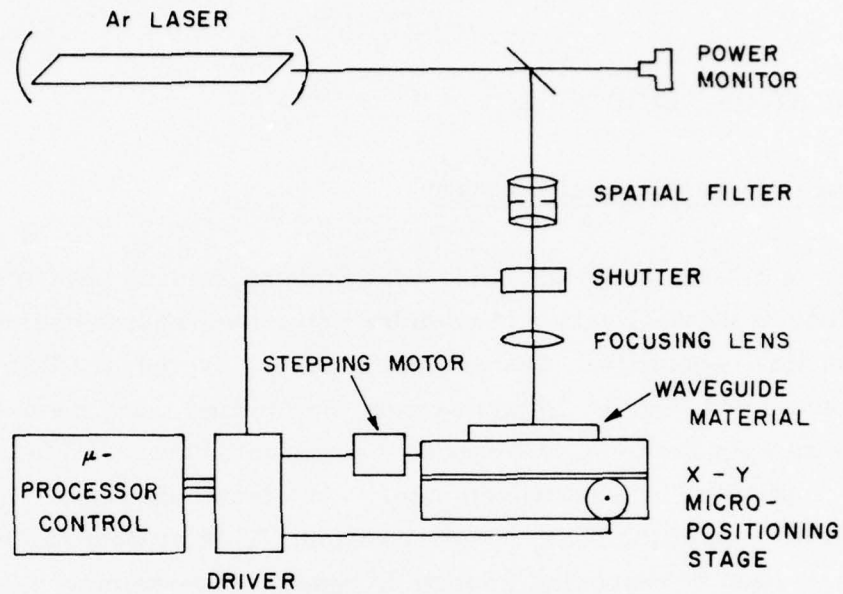 Ar LASER
POWER
MONITOR
SPATIAL FILTER
SHUTTER
FOCUSING LENS
STEPPING MOTOR
WAVEGUIDE
MATERIAL
μ-
PROCESSOR
CONTROL
X-Y
MICRO-
POSITIONING
STAGE
DRIVER